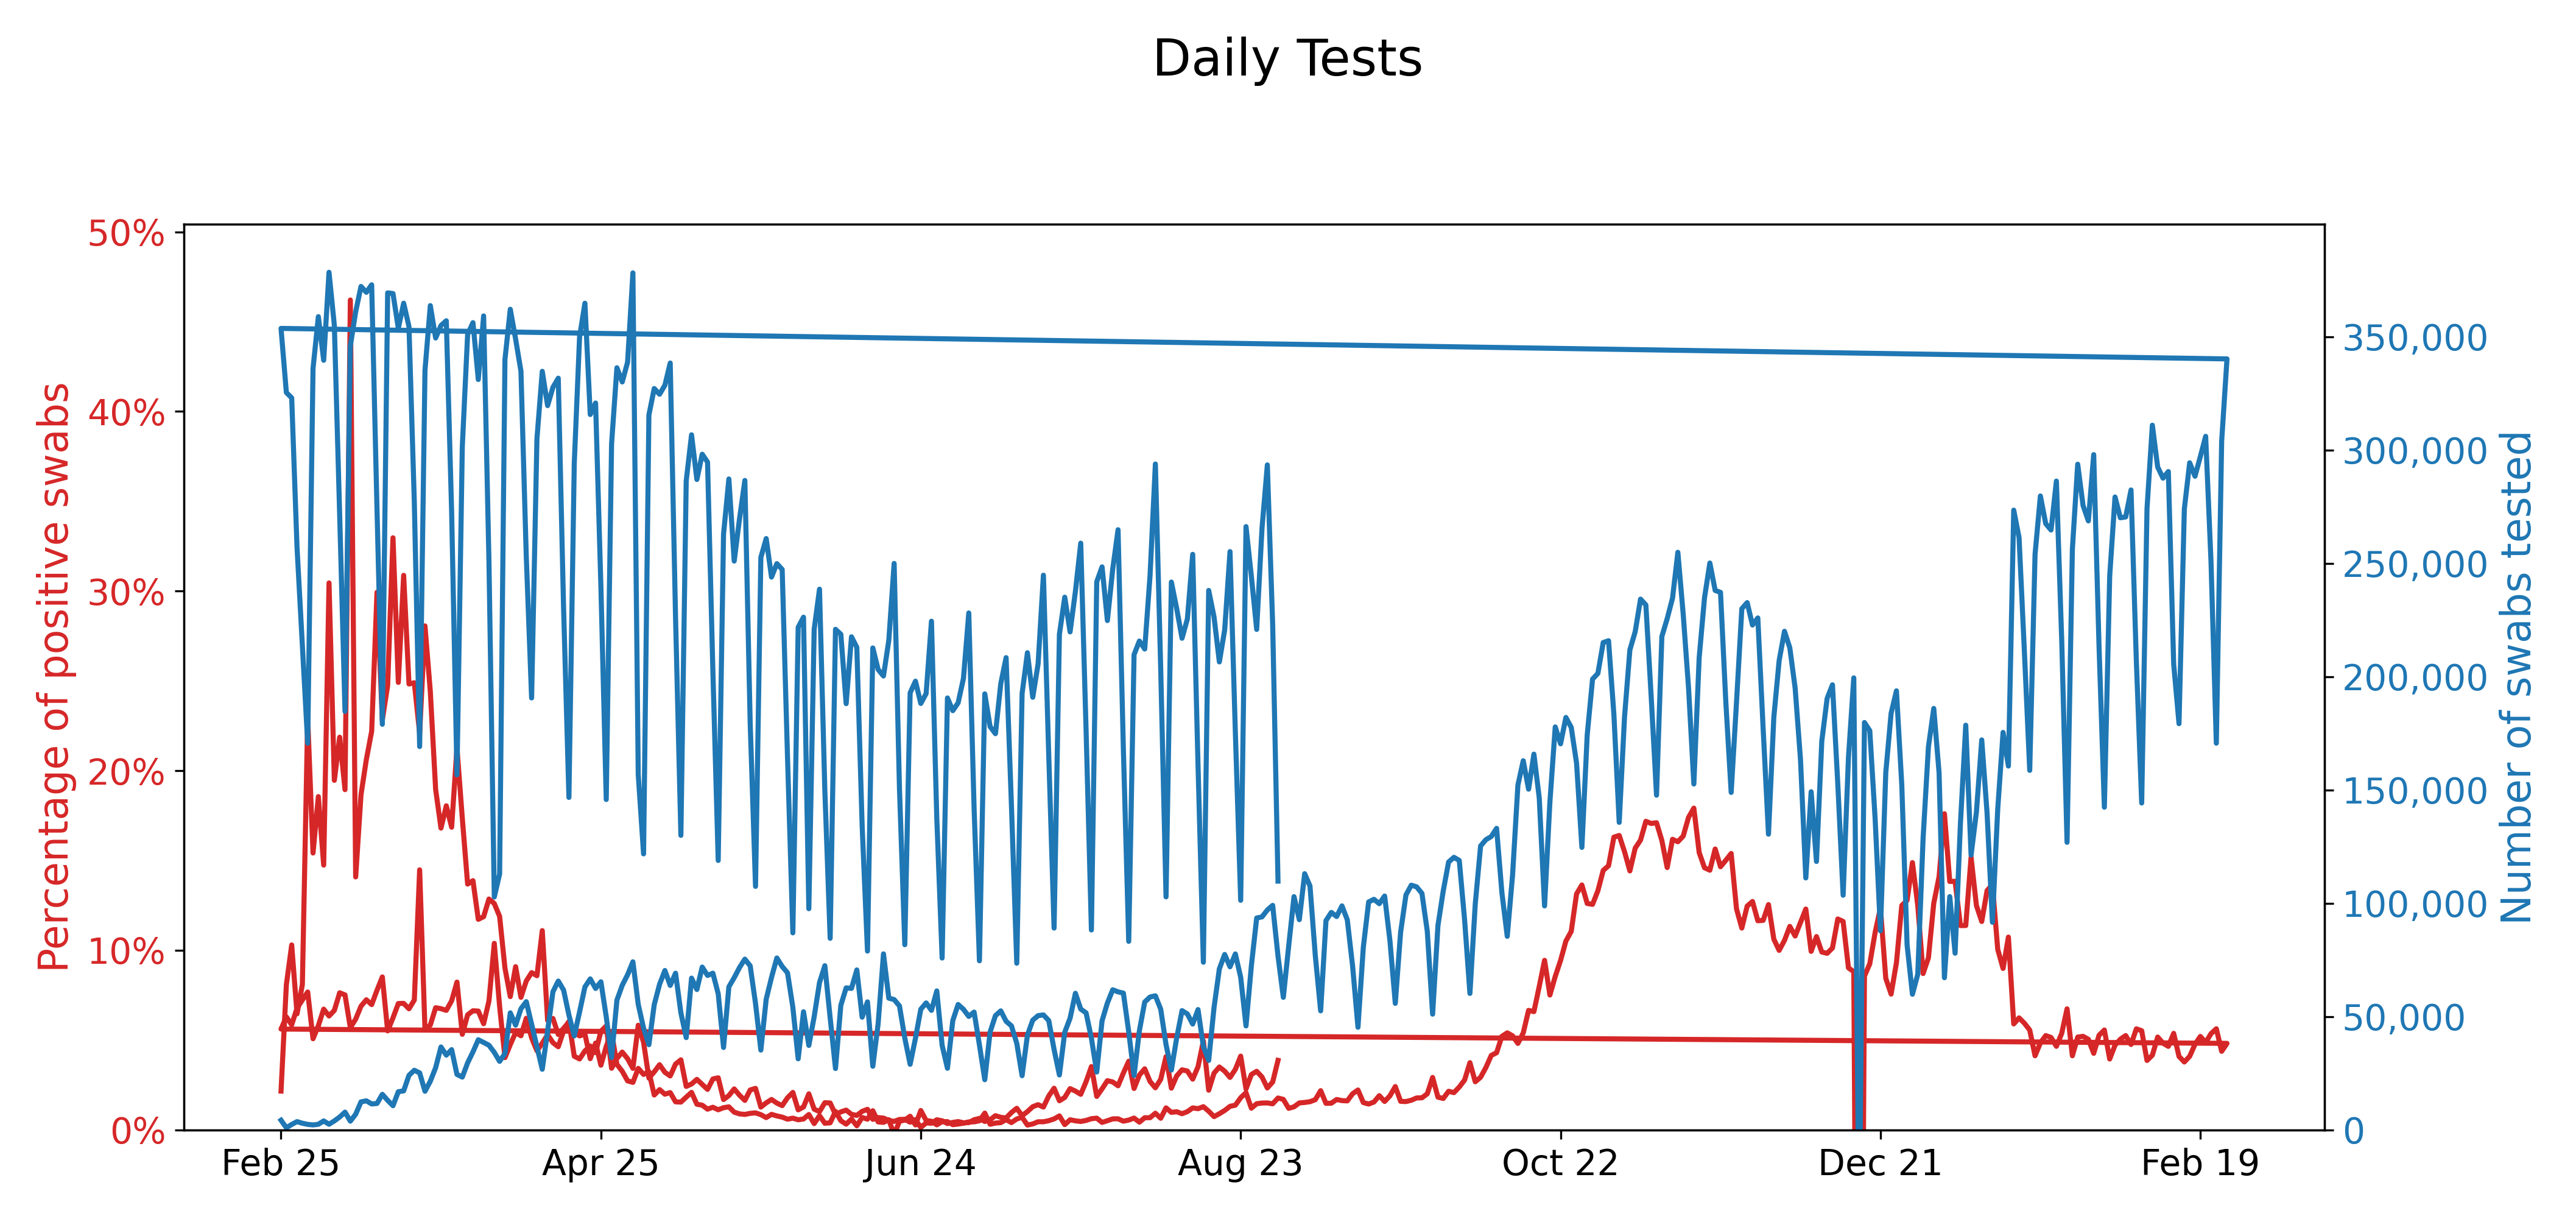 Daily Tests
Percentage of positive swabs
50%
40%
30%
20%
10%
0%
Number of swabs tested
350,000
300,000
250,000
200,000
150,000
100,000
50,000
0
Feb 25
Apr 25
Jun 24
Aug 23
Oct 22
Dec 21
Feb 19